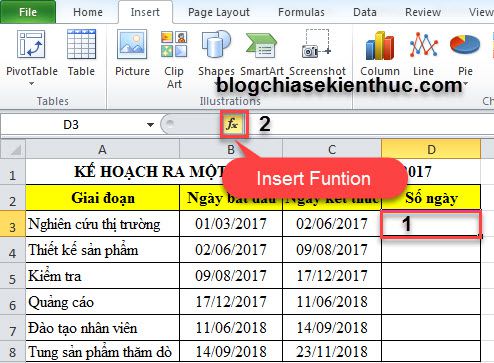 File Home Insert Page Layout Formulas Data Review
PivotTable Table Picture Clip Art Shapes SmartArt Screenshot Column Line Pie
Tables Illustrations
blogchiasekienthuc.com
D3 fx 2
Insert Funtion
A B C D
1 KẾ HOẠCH RA MỘT 2017
2 Giai đoạn Ngày bắt đầu Ngày kết thúc Số ngày
3 Nghiên cứu thị trường 01/03/2017 02/06/2017 1
4 Thiết kế sản phẩm 02/06/2017 09/08/2017
5 Kiểm tra 09/08/2017 17/12/2017
6 Quảng cáo 17/12/2017 11/06/2018
7 Đào tạo nhân viên 11/06/2018 14/09/2018
8 Tung sản phẩm thăm dò 14/09/2018 23/11/2018